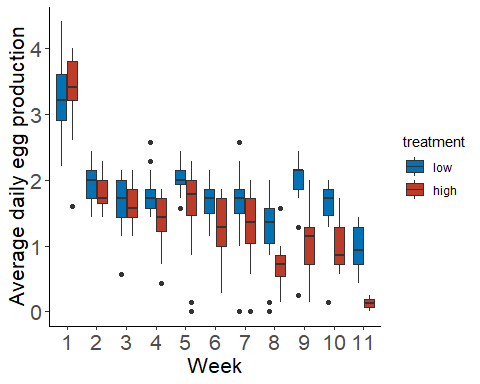 Average daily egg production
4
3
2
1
0
1 2 3 4 5 6 7 8 9 10 11
Week
treatment
low
high